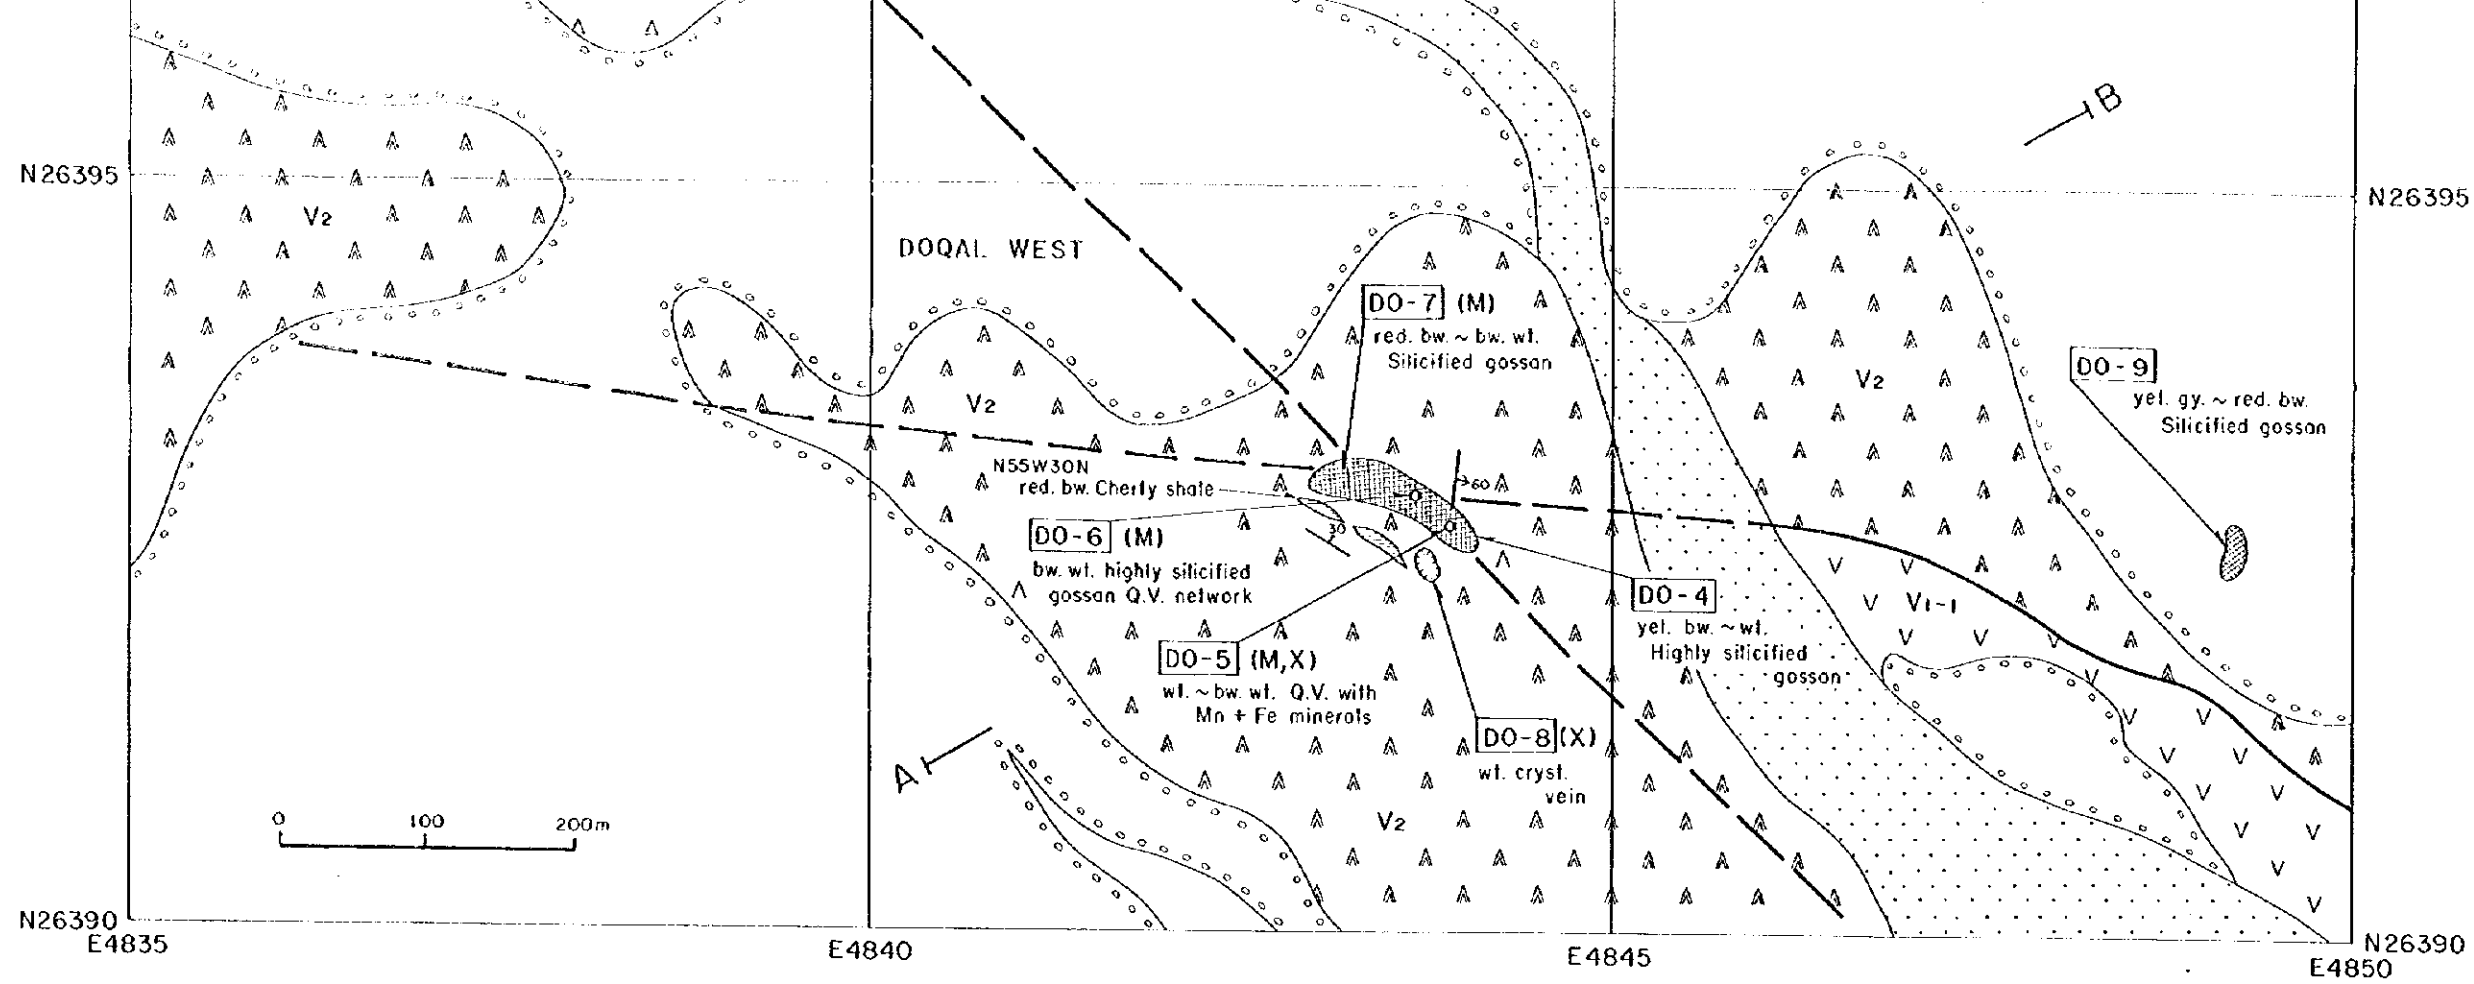 B
N26395
N26395
V2
DOQAL WEST
DO-7 (M)
red. bw. ~ bw. wt.
Silicified gossan
DO-9
yel. gy. ~ red. bw.
Silicified gossan
V2
V2
N55W30N
red. bw. Cherty shale
60
DO-6 (M)
30
bw. wt. highly silicified
gossan Q.V. network
DO-4
yel. bw. ~ wt.
Highly silicified
gossan
V1-1
DO-5 (M,X)
wt. ~ bw. wt. Q.V. with
Mn + Fe minerals
DO-8 (X)
wt. cryst.
vein
A
V2
0 100 200m
N26390
N26390
E4835
E4840
E4845
E4850